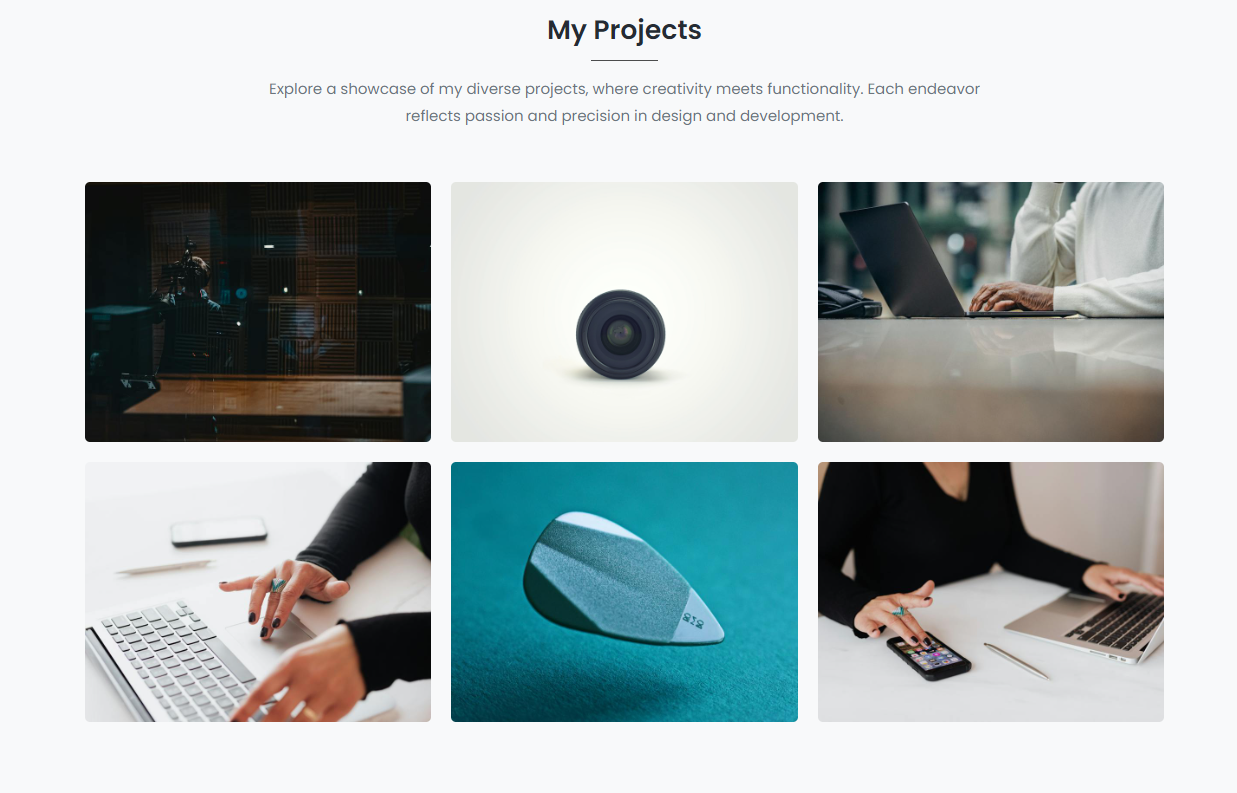 My Projects
Explore a showcase of my diverse projects, where creativity meets functionality. Each endeavor
reflects passion and precision in design and development.